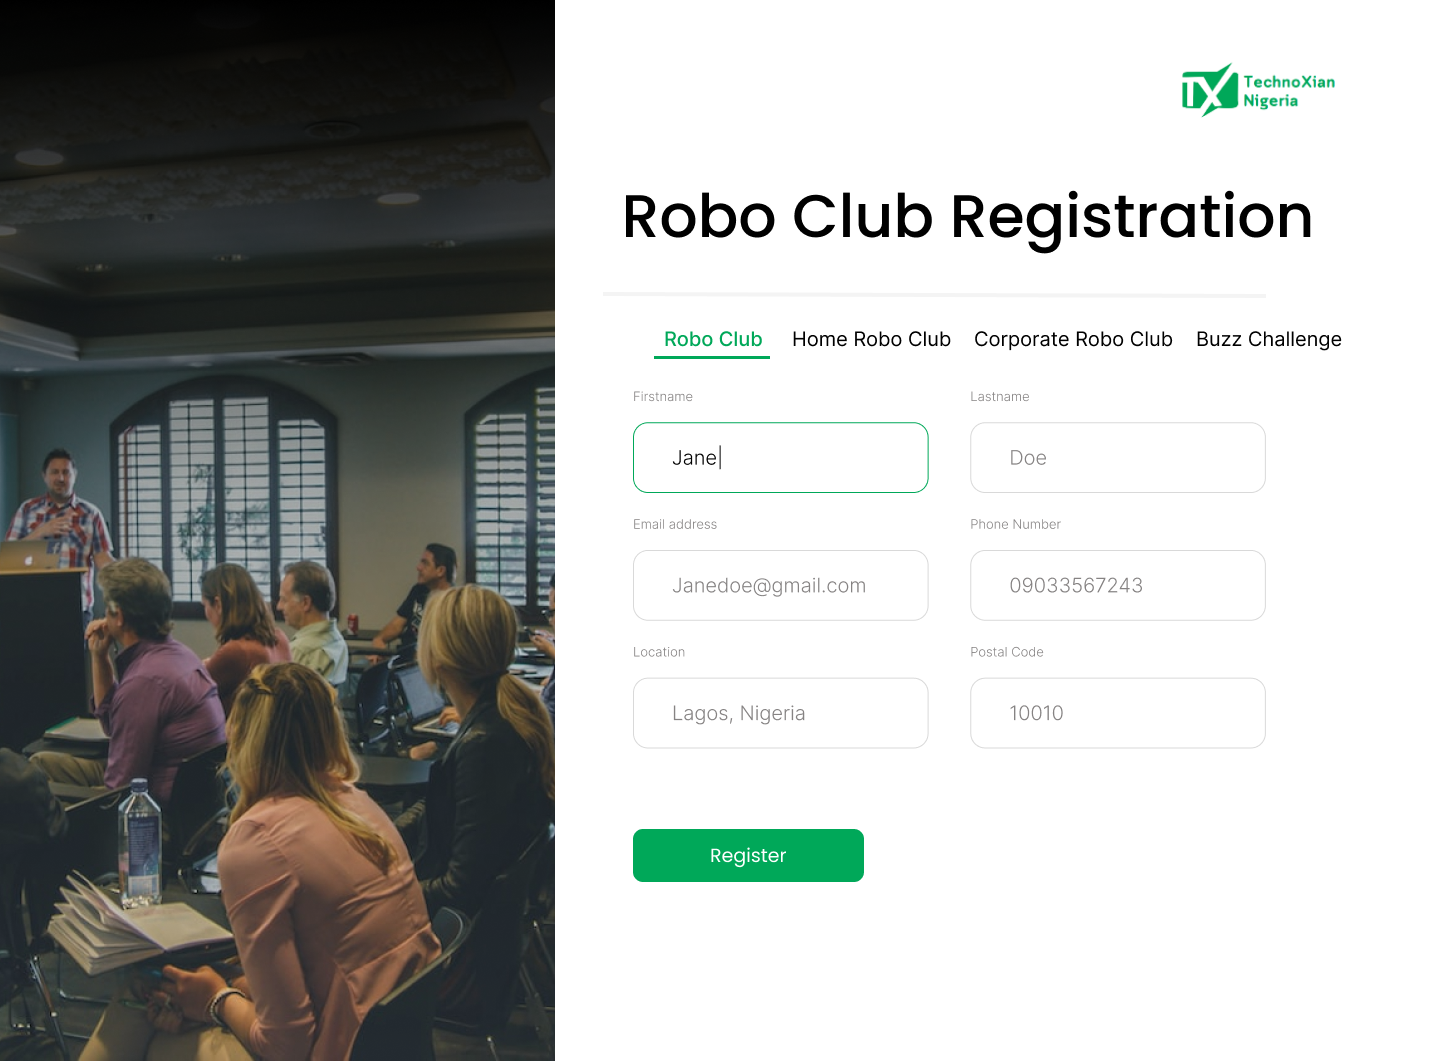 TechnoXian
Nigeria
Robo Club Registration
Robo Club Home Robo Club Corporate Robo Club Buzz Challenge
Firstname Lastname
Jane Doe
Email address Phone Number
Janedoe@gmail.com 09033567243
Location Postal Code
Lagos, Nigeria 10010
Register